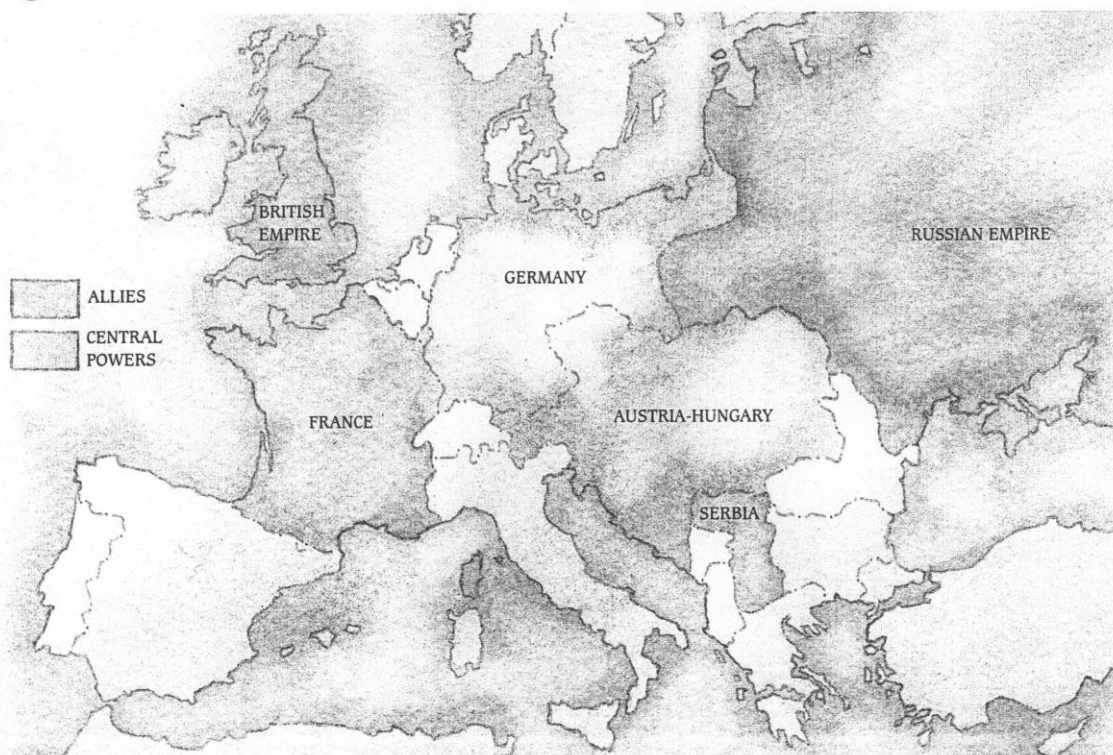 BRITISH
EMPIRE
RUSSIAN EMPIRE
GERMANY
ALLIES
CENTRAL
POWERS
FRANCE
AUSTRIA-HUNGARY
SERBIA